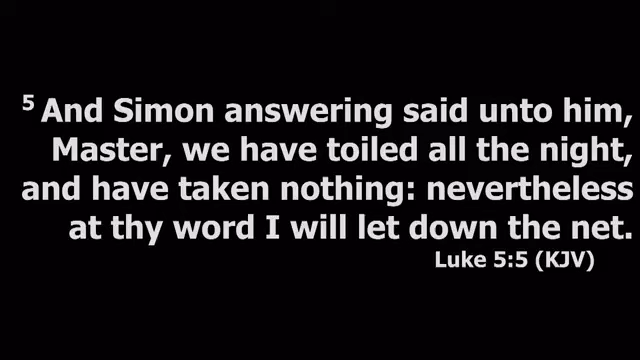 5 And Simon answering said unto him,
Master, we have toiled all the night,
and have taken nothing: nevertheless
at thy word I will let down the net.
Luke 5:5 (KJV)